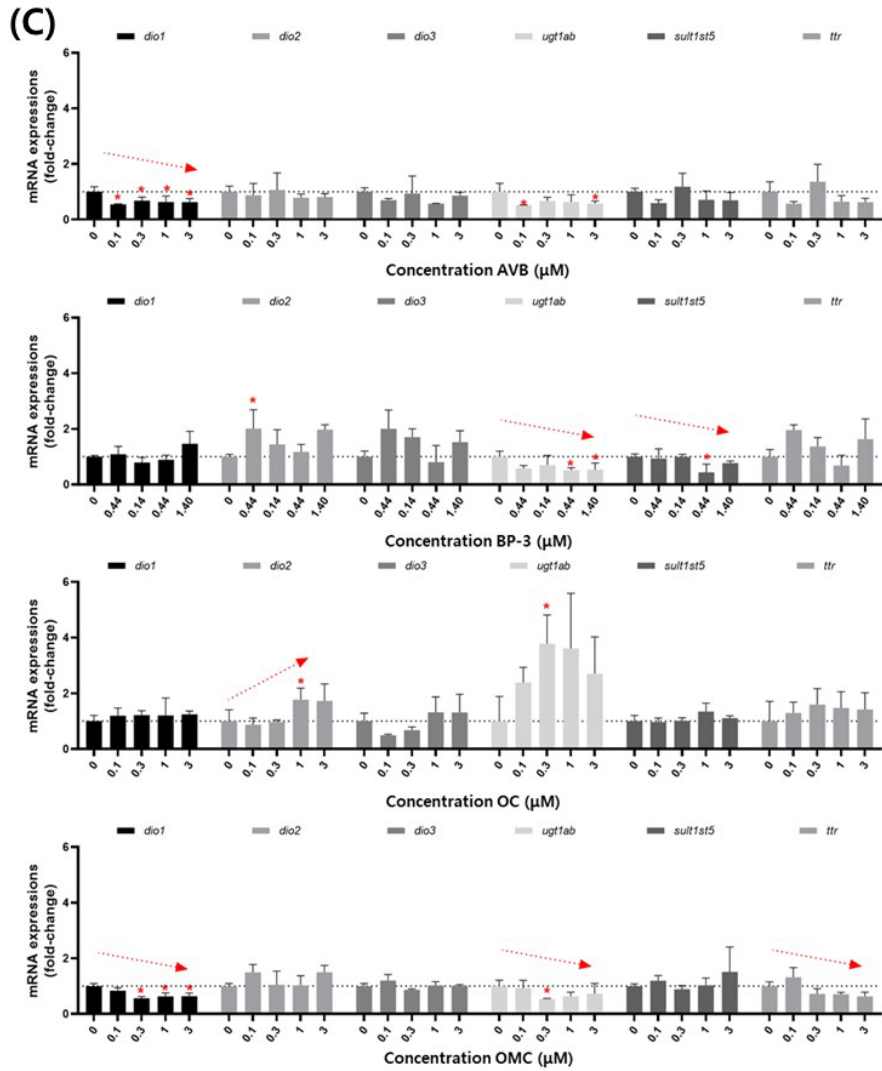 (C)
dio1 dio2 dio3 ugt1ab sult1st5 ttr
mRNA expressions
(fold-change)
6
4
2
0
* * * * * *
0 0.1 0.3 1 3 0 0.1 0.3 1 3 0 0.1 0.3 1 3 0 0.1 0.3 1 3 0 0.1 0.3 1 3 0 0.1 0.3 1 3
Concentration AVB (μM)
dio1 dio2 dio3 ugt1ab sult1st5 ttr
mRNA expressions
(fold-change)
6
4
2
0
* * * *
0 0.44 0.14 0.44 1.40 0 0.44 0.14 0.44 1.40 0 0.44 0.14 0.44 1.40 0 0.44 0.14 0.44 1.40 0 0.44 0.14 0.44 1.40 0 0.44 0.14 0.44 1.40
Concentration BP-3 (μM)
dio1 dio2 dio3 ugt1ab sult1st5 ttr
mRNA expressions
(fold-change)
6
4
2
0
* *
0 0.1 0.3 1 3 0 0.1 0.3 1 3 0 0.1 0.3 1 3 0 0.1 0.3 1 3 0 0.1 0.3 1 3 0 0.1 0.3 1 3
Concentration OC (μM)
dio1 dio2 dio3 ugt1ab sult1st5 ttr
mRNA expressions
(fold-change)
6
4
2
0
* * * *
0 0.1 0.3 1 3 0 0.1 0.3 1 3 0 0.1 0.3 1 3 0 0.1 0.3 1 3 0 0.1 0.3 1 3 0 0.1 0.3 1 3
Concentration OMC (μM)